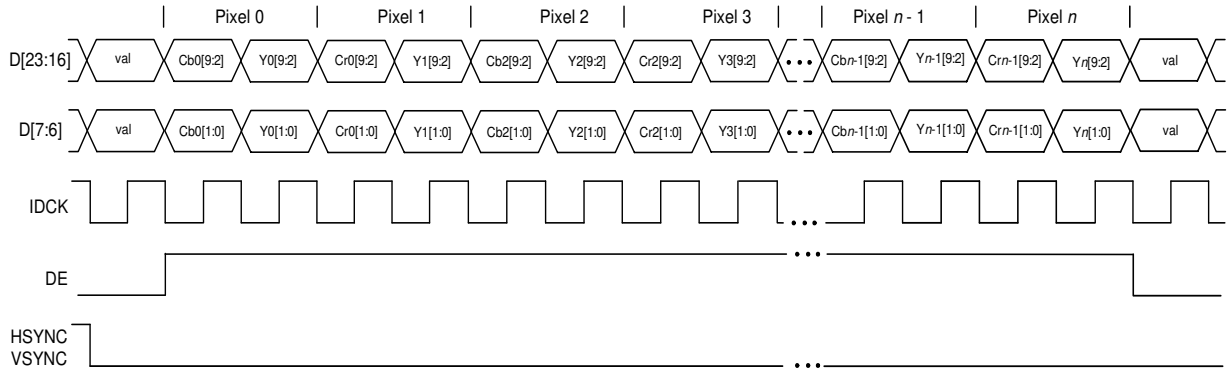 Pixel 0 Pixel 1 Pixel 2 Pixel 3 Pixel n - 1 Pixel n
D[23:16] val Cb0[9:2] Y0[9:2] Cr0[9:2] Y1[9:2] Cb2[9:2] Y2[9:2] Cr2[9:2] Y3[9:2] ... Cbn-1[9:2] Yn-1[9:2] Crn-1[9:2] Yn[9:2] val
D[7:6] val Cb0[1:0] Y0[1:0] Cr0[1:0] Y1[1:0] Cb2[1:0] Y2[1:0] Cr2[1:0] Y3[1:0] ... Cbn-1[1:0] Yn-1[1:0] Crn-1[1:0] Yn[1:0] val
IDCK ...
DE ...
HSYNC
VSYNC ...